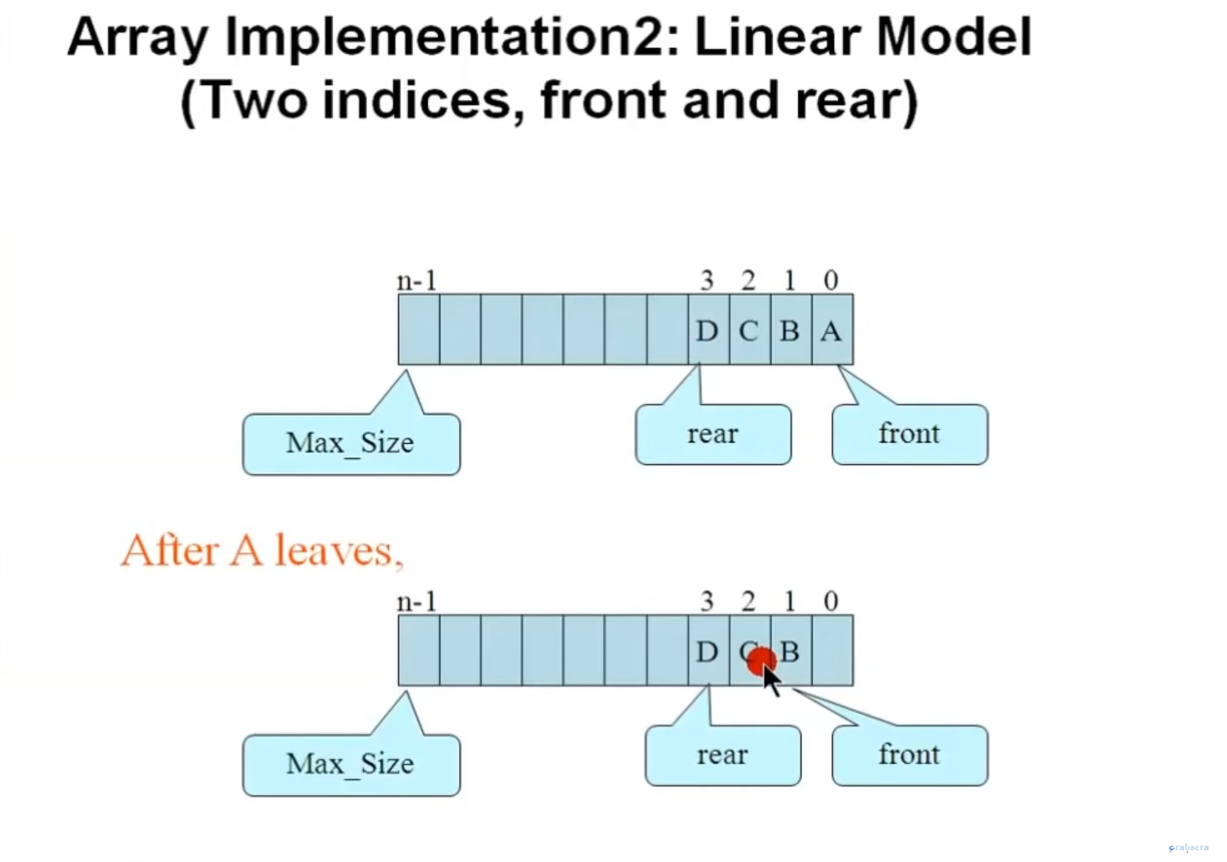 Array Implementation2: Linear Model
(Two indices, front and rear)
n-1 3 2 1 0
D C B A
Max_Size rear front
After A leaves,
n-1 3 2 1 0
D C B
Max_Size rear front